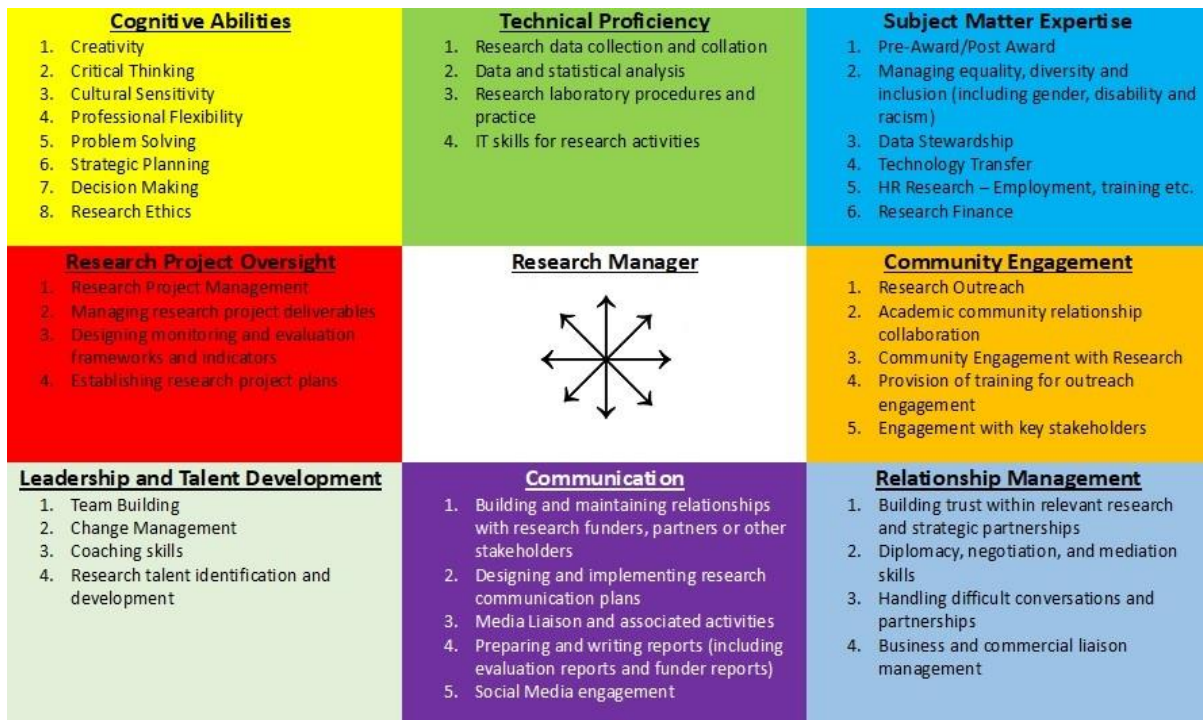 Cognitive Abilities
1. Creativity
2. Critical Thinking
3. Cultural Sensitivity
4. Professional Flexibility
5. Problem Solving
6. Strategic Planning
7. Decision Making
8. Research Ethics
Technical Proficiency
1. Research data collection and collation
2. Data and statistical analysis
3. Research laboratory procedures and
practice
4. IT skills for research activities
Subject Matter Expertise
1. Pre-Award/Post Award
2. Managing equality, diversity and
inclusion (including gender, disability and
racism)
3. Data Stewardship
4. Technology Transfer
5. HR Research – Employment, training etc.
6. Research Finance
Research Project Oversight
1. Research Project Management
2. Managing research project deliverables
3. Designing monitoring and evaluation
frameworks and indicators
4. Establishing research project plans
Research Manager
Community Engagement
1. Research Outreach
2. Academic community relationship
collaboration
3. Community Engagement with Research
4. Provision of training for outreach
engagement
5. Engagement with key stakeholders
Leadership and Talent Development
1. Team Building
2. Change Management
3. Coaching skills
4. Research talent identification and
development
Communication
1. Building and maintaining relationships
with research funders, partners or other
stakeholders
2. Designing and implementing research
communication plans
3. Media Liaison and associated activities
4. Preparing and writing reports (including
evaluation reports and funder reports)
5. Social Media engagement
Relationship Management
1. Building trust within relevant research
and strategic partnerships
2. Diplomacy, negotiation, and mediation
skills
3. Handling difficult conversations and
partnerships
4. Business and commercial liaison
management